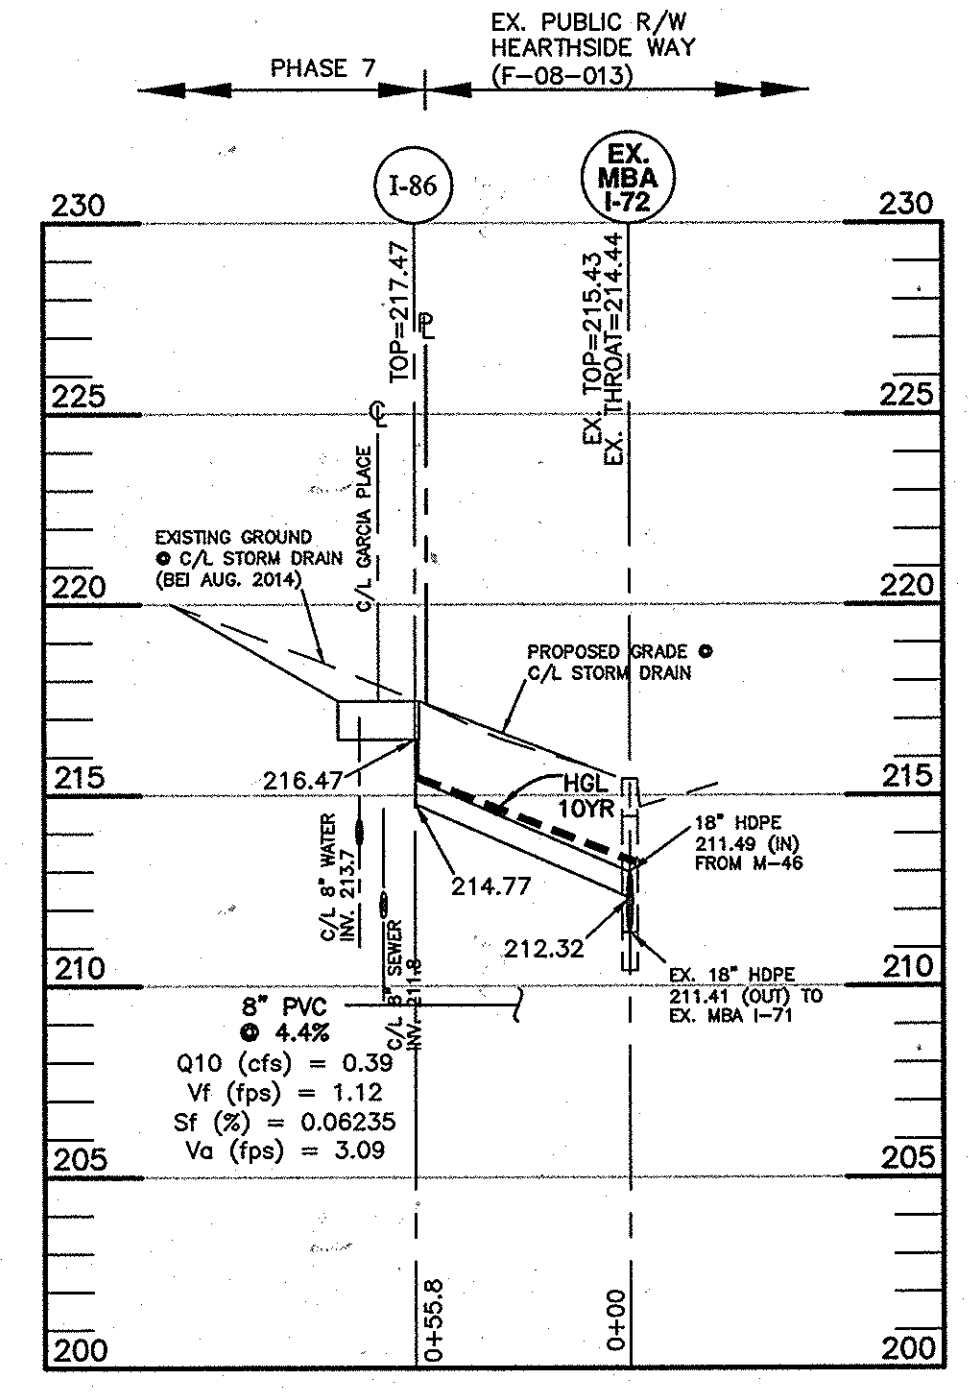 EX. PUBLIC R/W
HEARTHSIDE WAY
(F-08-013)
PHASE 7
I-86
EX.
MBA
I-72
230
230
TOP=217.47
EX. TOP=215.43
EX. THROAT=214.44
PL
225
225
CL
C/L GARCIA PLACE
EXISTING GROUND
@ C/L STORM DRAIN
(BEI AUG. 2014)
220
220
PROPOSED GRADE @
C/L STORM DRAIN
216.47
215
215
HGL
10YR
18" HDPE
211.49 (IN)
FROM M-46
C/L 8" WATER
INV. 213.7
214.77
212.32
C/L 8" SEWER
INV. 211.8
210
210
EX. 18" HDPE
211.41 (OUT) TO
EX. MBA I-71
8" PVC
@ 4.4%
Q10 (cfs) = 0.39
Vf (fps) = 1.12
Sf (%) = 0.06235
Va (fps) = 3.09
205
205
0+55.8
0+00
200
200